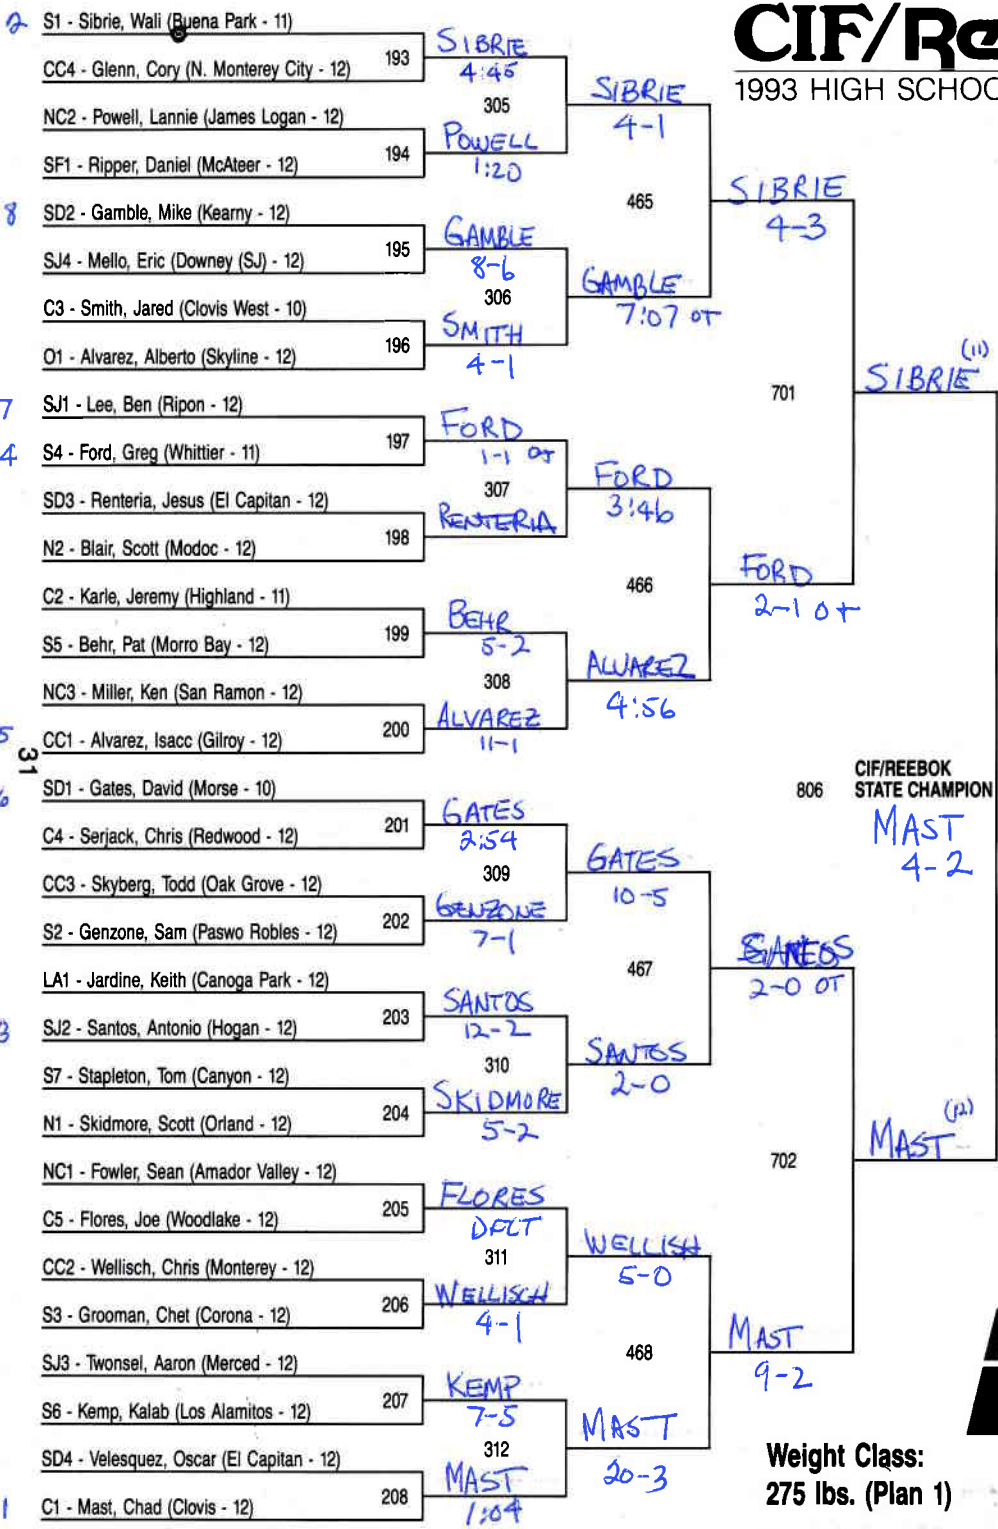 2 S1 - Sibrie, Wali (Buena Park - 11)
CIF/Re
1993 HIGH SCHOO
193
SIBRIE
4:45
CC4 - Glenn, Cory (N. Monterey City - 12)
305
SIBRIE
4-1
NC2 - Powell, Lannie (James Logan - 12)
194
POWELL
1:20
SF1 - Ripper, Daniel (McAteer - 12)
465
SIBRIE
4-3
8 SD2 - Gamble, Mike (Kearny - 12)
195
GAMBLE
8-6
SJ4 - Mello, Eric (Downey (SJ) - 12)
306
GAMBLE
7:07 OT
C3 - Smith, Jared (Clovis West - 10)
196
SMITH
4-1
O1 - Alvarez, Alberto (Skyline - 12)
701
SIBRIE (11)
7 SJ1 - Lee, Ben (Ripon - 12)
197
FORD
1-1 OT
4 S4 - Ford, Greg (Whittier - 11)
307
FORD
3:46
SD3 - Renteria, Jesus (El Capitan - 12)
198
RENTERIA
N2 - Blair, Scott (Modoc - 12)
466
FORD
2-1 OT
C2 - Karle, Jeremy (Highland - 11)
199
BEHR
5-2
S5 - Behr, Pat (Morro Bay - 12)
308
ALVAREZ
4:56
NC3 - Miller, Ken (San Ramon - 12)
200
ALVAREZ
11-1
5 CC1 - Alvarez, Isacc (Gilroy - 12)
31
806
CIF/REEBOK
STATE CHAMPION
MAST
4-2
6 SD1 - Gates, David (Morse - 10)
201
GATES
2:54
C4 - Serjack, Chris (Redwood - 12)
309
GATES
10-5
CC3 - Skyberg, Todd (Oak Grove - 12)
202
GENZONE
7-1
S2 - Genzone, Sam (Paswo Robles - 12)
467
2-0 OT
LA1 - Jardine, Keith (Canoga Park - 12)
203
SANTOS
12-2
3 SJ2 - Santos, Antonio (Hogan - 12)
310
SANTOS
2-0
S7 - Stapleton, Tom (Canyon - 12)
204
SKIDMORE
5-2
N1 - Skidmore, Scott (Orland - 12)
702
MAST (12)
NC1 - Fowler, Sean (Amador Valley - 12)
205
FLORES
DFLT
C5 - Flores, Joe (Woodlake - 12)
311
WELLISH
5-0
CC2 - Wellisch, Chris (Monterey - 12)
206
WELLISCH
4-1
S3 - Grooman, Chet (Corona - 12)
468
MAST
9-2
SJ3 - Twonsel, Aaron (Merced - 12)
207
KEMP
7-5
S6 - Kemp, Kalab (Los Alamitos - 12)
312
MAST
20-3
SD4 - Velesquez, Oscar (El Capitan - 12)
208
MAST
1:04
1 C1 - Mast, Chad (Clovis - 12)
Weight Class:
275 lbs. (Plan 1)